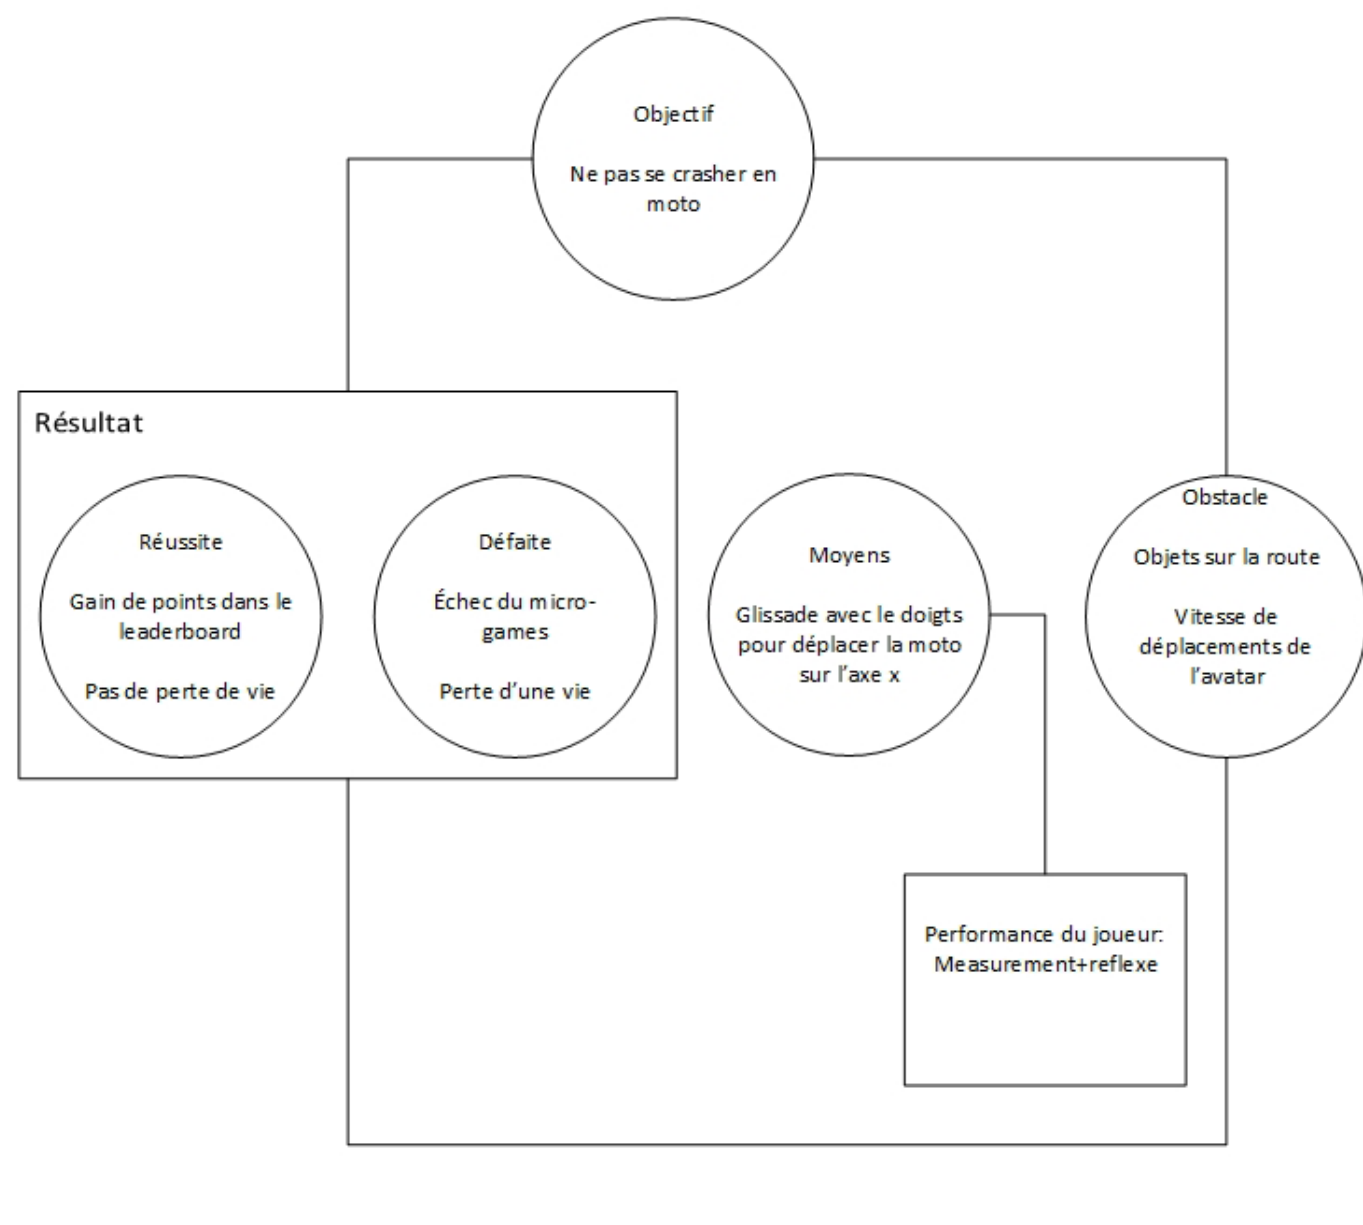 Objectif
Ne pas se crasher en
moto
Résultat
Réussite
Gain de points dans le
leaderboard
Pas de perte de vie
Défaite
Échec du micro-
games
Perte d’une vie
Moyens
Glissade avec le doigts
pour déplacer la moto
sur l’axe x
Obstacle
Objets sur la route
Vitesse de
déplacements de
l’avatar
Performance du joueur:
Measurement+reflexe